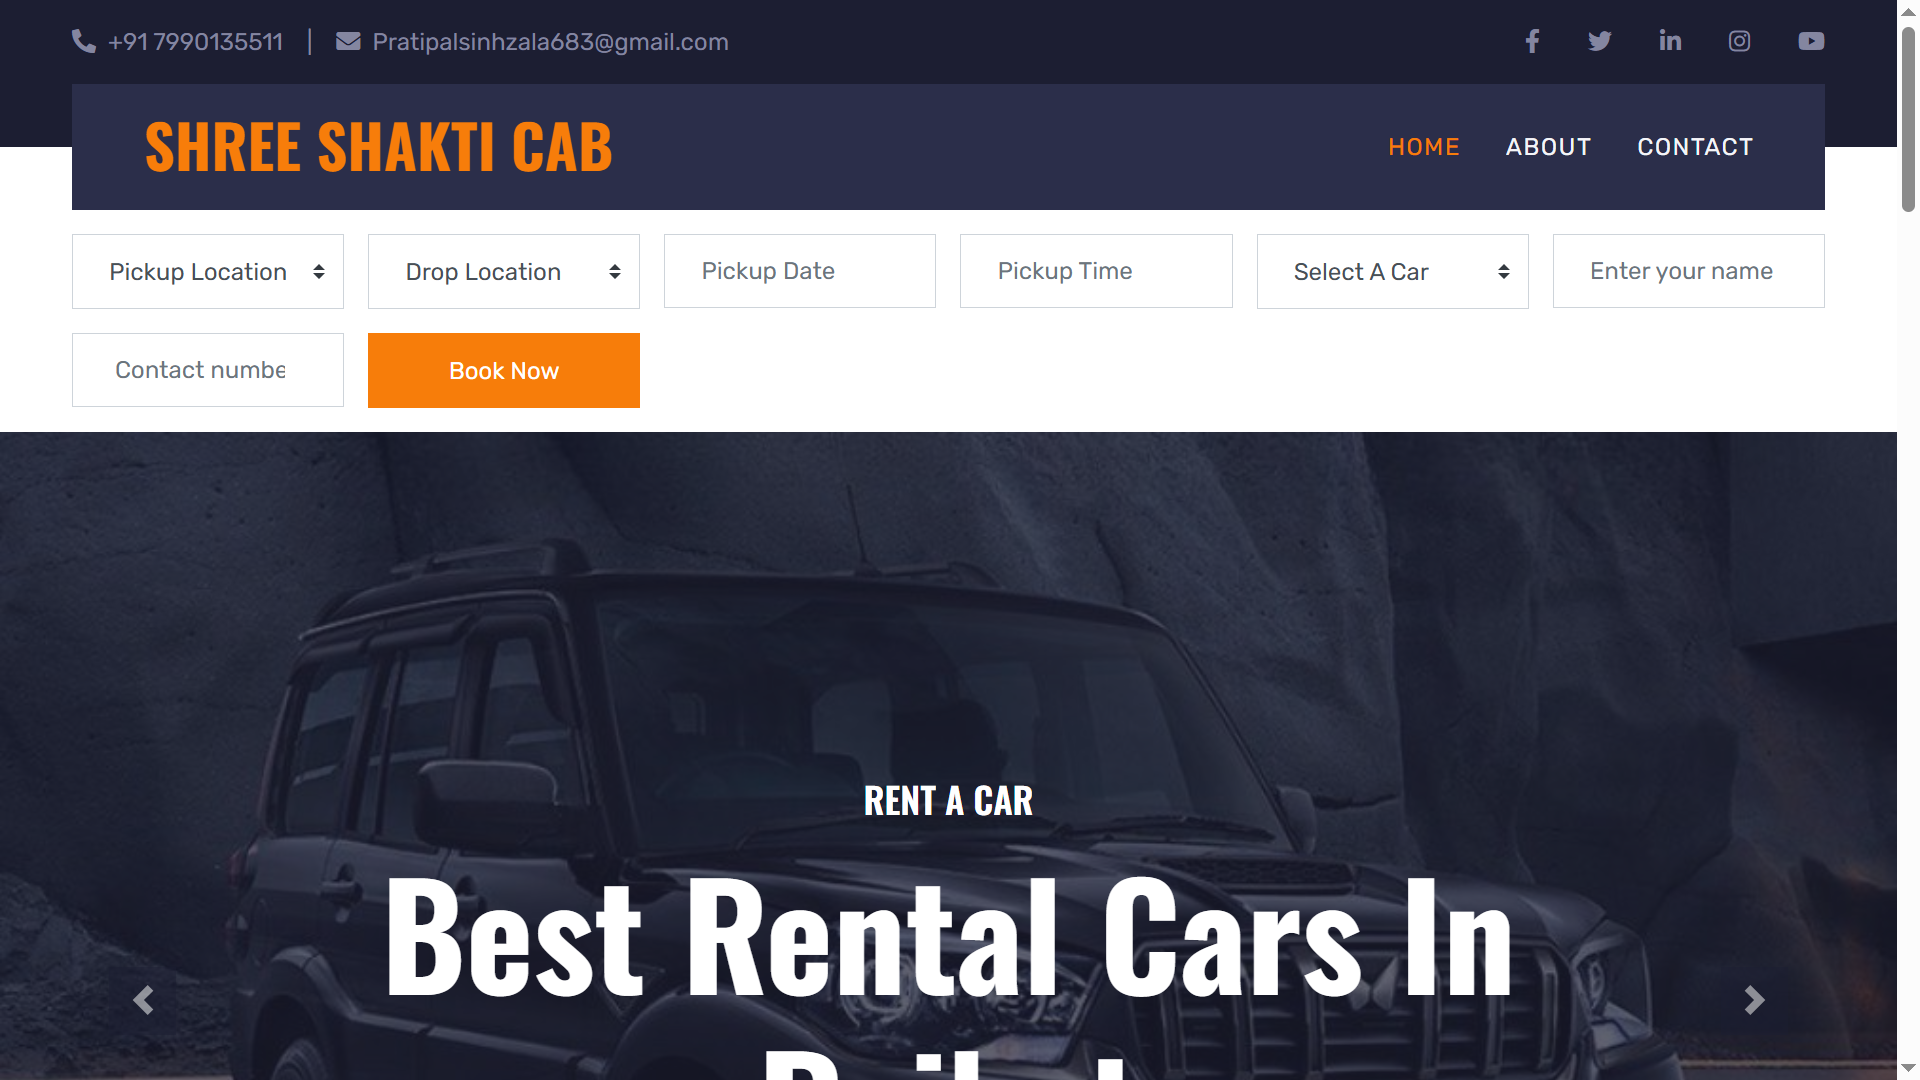 +91 7990135511 | Pratipalsinhzala683@gmail.com
SHREE SHAKTI CAB
HOME ABOUT CONTACT
Pickup Location Drop Location Pickup Date Pickup Time Select A Car Enter your name
Contact numbe Book Now
RENT A CAR
Best Rental Cars In